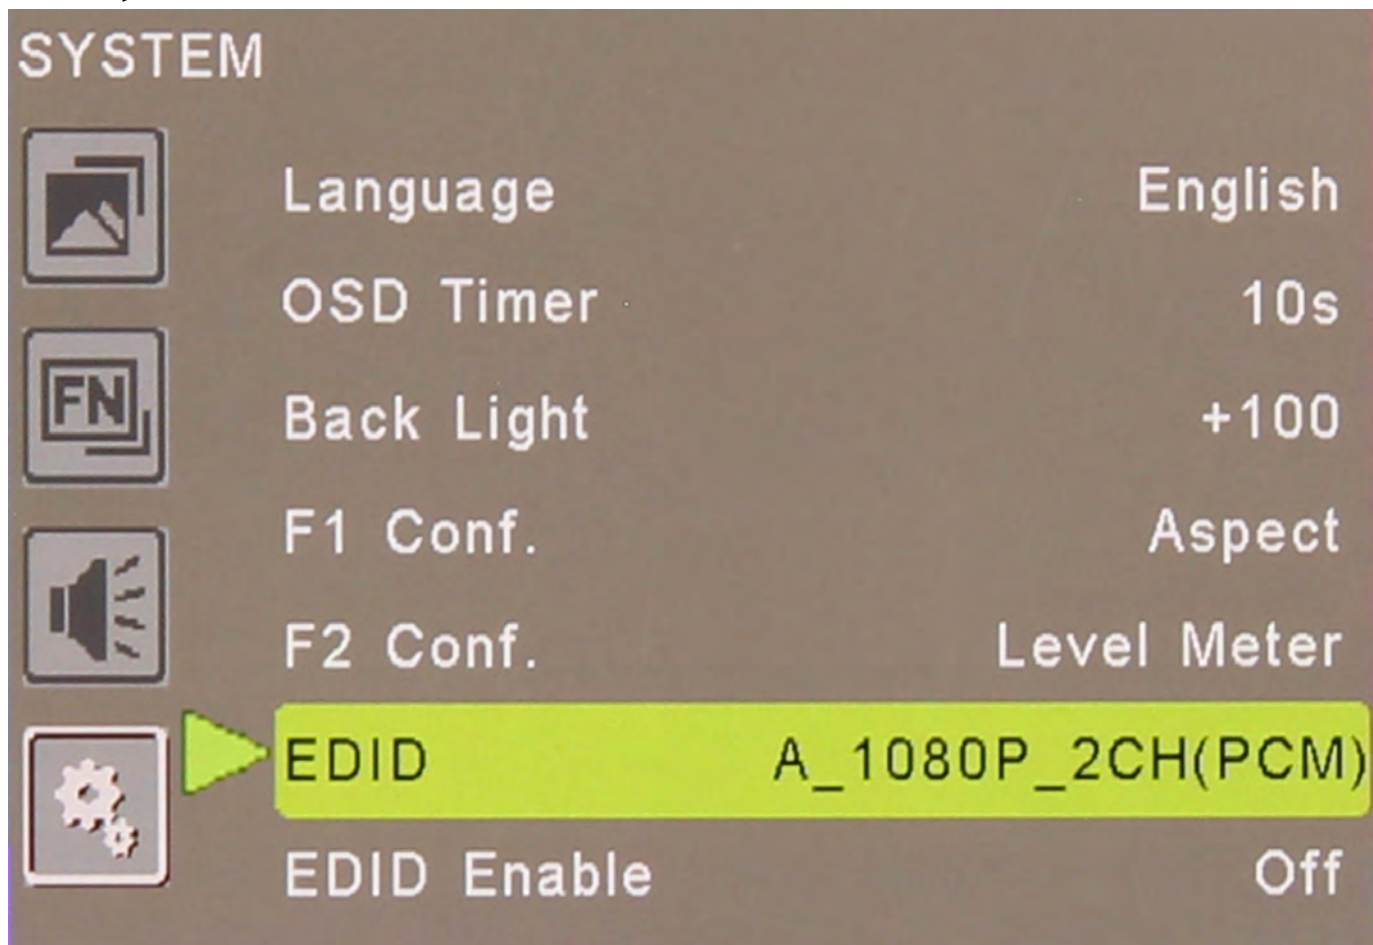 SYSTEM
Language English
OSD Timer 10s
Back Light +100
FN
F1 Conf. Aspect
F2 Conf. Level Meter
EDID A_1080P_2CH(PCM)
EDID Enable Off